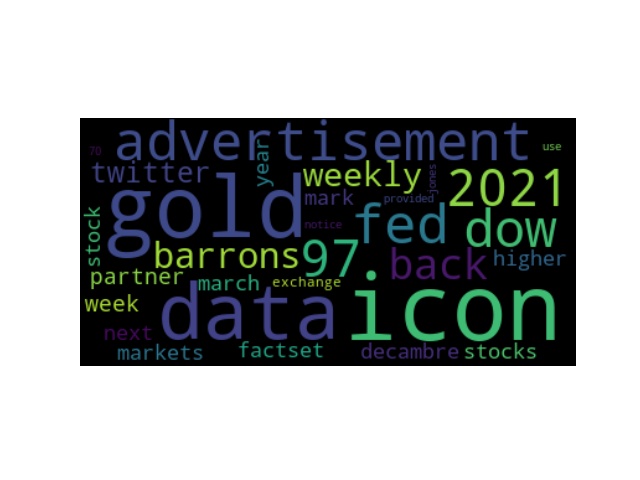 advertisement
70
use
twitter
year
weekly
jones
2021
gold
mark
provided
notice
fed
dow
stock
barrons
97.
back
higher
partner
march
exchange
data
icon
week
next
markets
factset
decambre
stocks